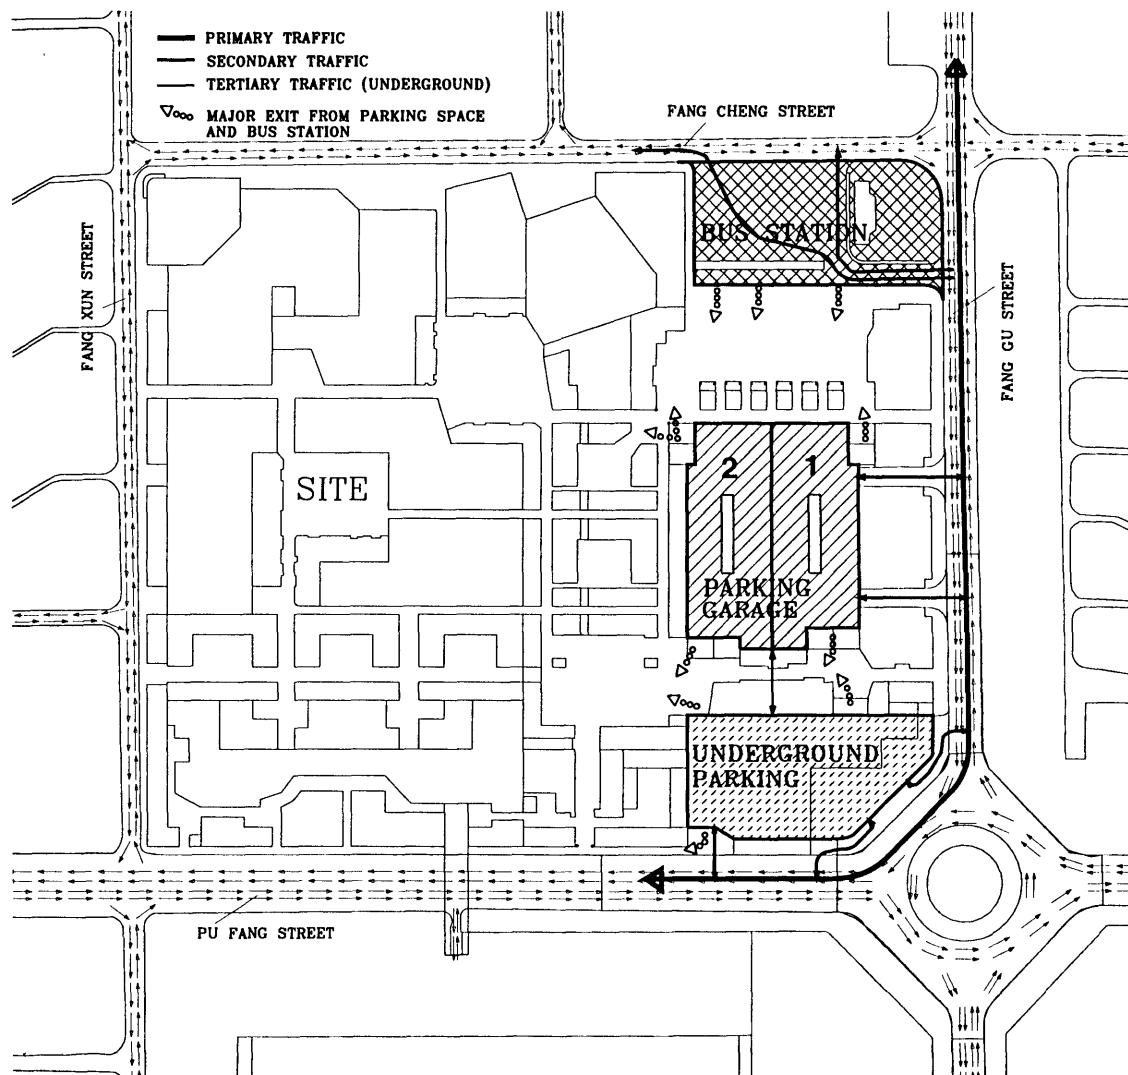 PRIMARY TRAFFIC
SECONDARY TRAFFIC
TERTIARY TRAFFIC (UNDERGROUND)
MAJOR EXIT FROM PARKING SPACE
AND BUS STATION
FANG CHENG STREET
BUS STATION
FANG XUN STREET
FANG GU STREET
2
1
SITE
PARKING
GARAGE
UNDERGROUND
PARKING
PU FANG STREET